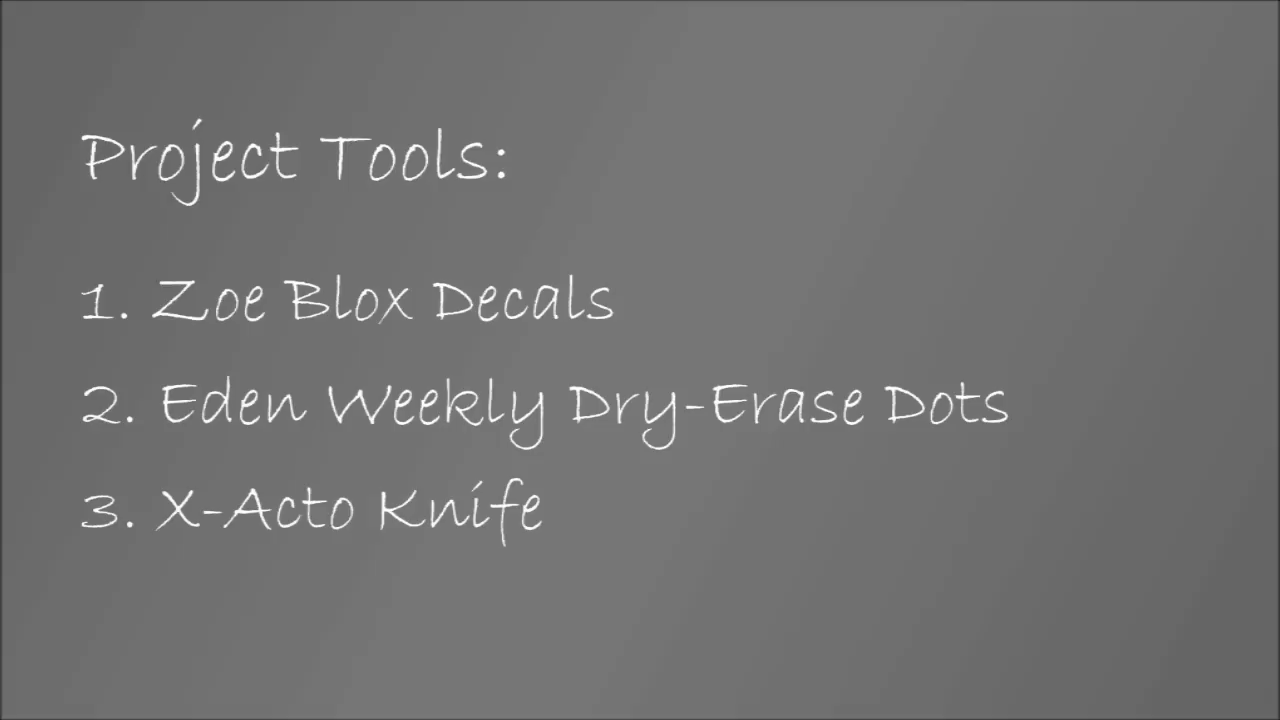 Project Tools:
1. Zoe Blox Decals
2. Eden Weekly Dry-Erase Dots
3. X-Acto Knife